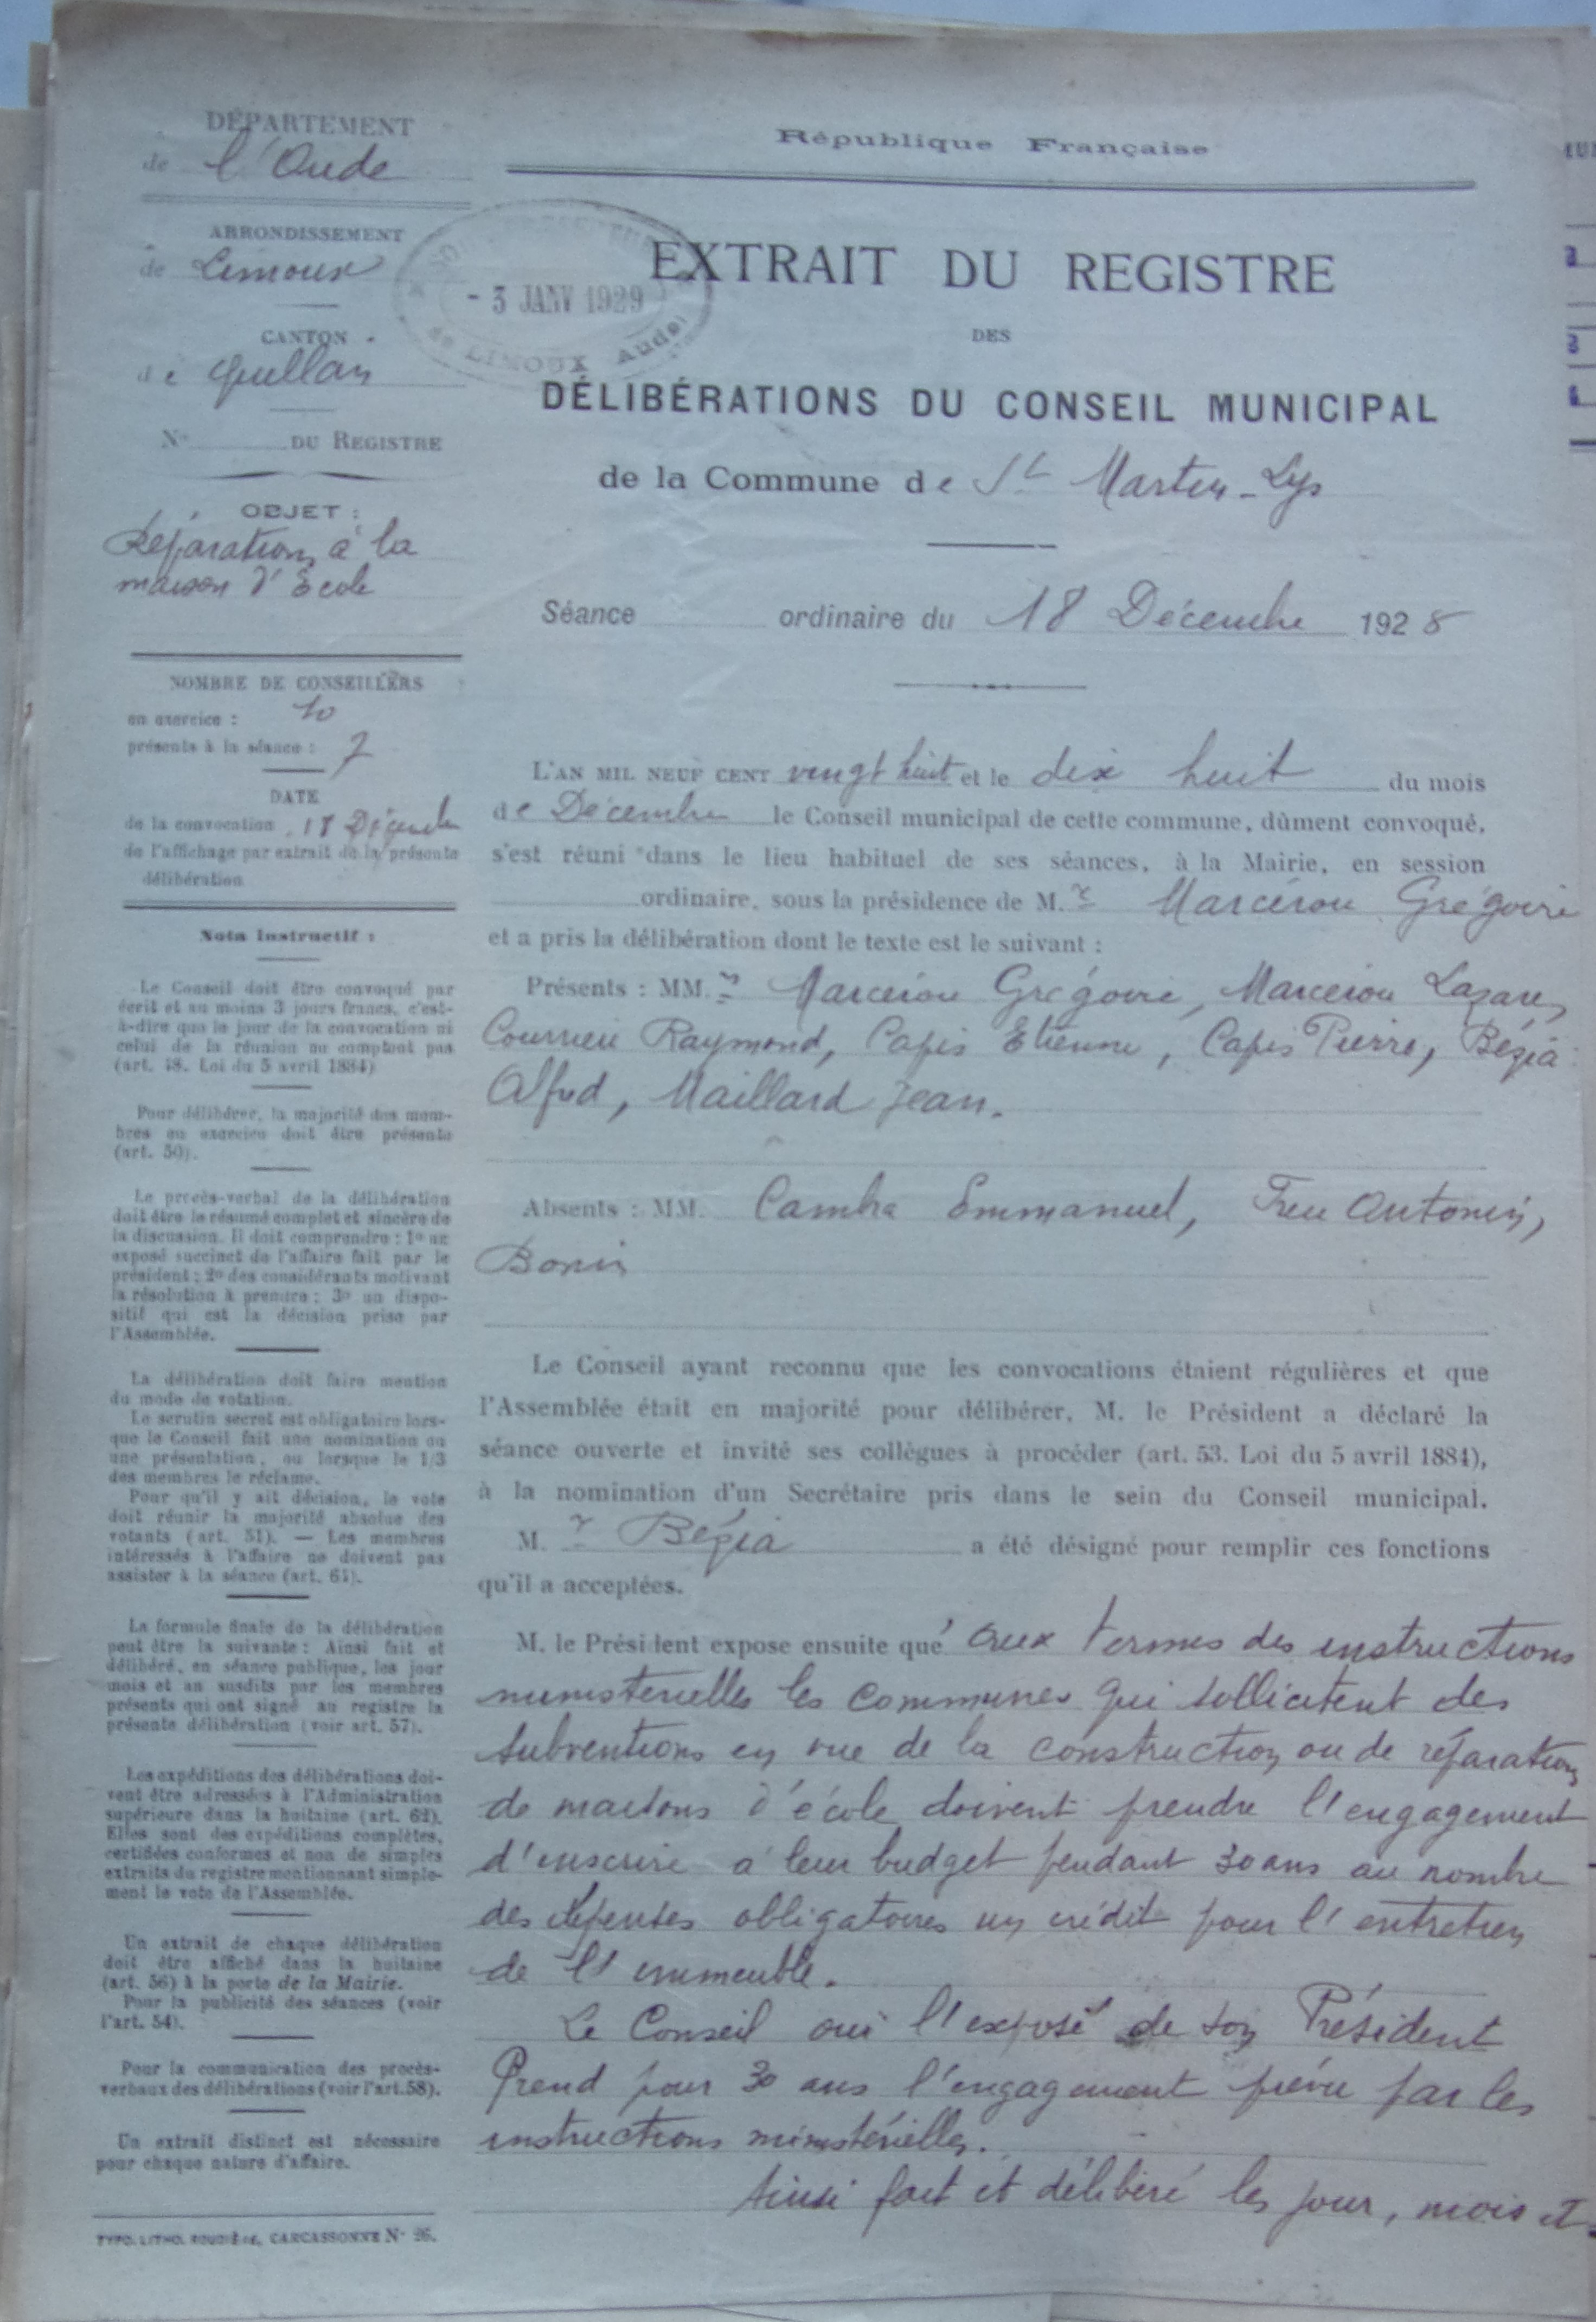 DÉPARTEMENT
de l'Aude
ARRONDISSEMENT
de Limoux
CANTON
de Quillan
No DU REGISTRE
OBJET :
Réparations à la
maison d'Ecole
NOMBRE DE CONSEILLERS
en exercice : 10
présents à la séance : 7
DATE
de la convocation 18 Décembre
de l'affichage par extrait de la présente
délibération
Nota instructif :
Le Conseil doit être convoqué par
écrit et au moins 3 jours francs, c'est-
à-dire que le jour de la convocation ni
celui de la réunion ne comptent pas
(art. 48. Loi du 5 avril 1884)
Pour délibérer, la majorité des mem-
bres en exercice doit être présente
(art. 50).
Le procès-verbal de la délibération
doit être le résumé complet et sincère de
la discussion. Il doit comprendre : 1o un
exposé succinct de l'affaire fait par le
président ; 2o des considérants motivant
la résolution à prendre ; 3o un dispo-
sitif qui est la décision prise par
l'Assemblée.
La délibération doit faire mention
du mode de votation.
Le scrutin secret est obligatoire lors-
que le Conseil fait une nomination ou
une présentation, ou lorsque le 1/3
des membres le réclame.
Pour qu'il y ait décision, le vote
doit réunir la majorité absolue des
votants (art. 51). — Les membres
intéressés à l'affaire ne doivent pas
assister à la séance (art. 64).
La formule finale de la délibération
peut être la suivante : Ainsi fait et
délibéré, en séance publique, les jour
mois et an susdits par les membres
présents qui ont signé au registre la
présente délibération (voir art. 57).
Les expéditions des délibérations doi-
vent être adressées à l'Administration
supérieure dans la huitaine (art. 62).
Elles sont des expéditions complètes,
certifiées conformes et non de simples
extraits du registre mentionnant simple-
ment le vote de l'Assemblée.
Un extrait de chaque délibération
doit être affiché dans la huitaine
(art. 56) à la porte de la Mairie.
Pour la publicité des séances (voir
l'art. 54).
Pour la communication des procès-
verbaux des délibérations (voir l'art. 58).
Un extrait distinct est nécessaire
pour chaque nature d'affaire.
TYPO. LITHO. CARCASSONNE No 26.
République Française
- 3 JANV 1929
de LIMOUX Aude
EXTRAIT DU REGISTRE
DES
DÉLIBÉRATIONS DU CONSEIL MUNICIPAL
de la Commune de St Martin-Lys
Séance ordinaire du 18 Décembre 1928
L'AN MIL NEUF CENT vingt huit et le dix huit du mois
de Décembre le Conseil municipal de cette commune, dûment convoqué,
s'est réuni dans le lieu habituel de ses séances, à la Mairie, en session
ordinaire, sous la présidence de M.r Marcérou Grégoire
et a pris la délibération dont le texte est le suivant :
Présents : MM.rs Marcérou Grégoire, Marcerou Lazare,
Courrieu Raymond, Capis Etienne, Capis Pierre, Bézia
Alfred, Maillard Jean.
Absents : MM. Cambra Emmanuel, Antonin,
Bonin
Le Conseil ayant reconnu que les convocations étaient régulières et que
l'Assemblée était en majorité pour délibérer, M. le Président a déclaré la
séance ouverte et invité ses collègues à procéder (art. 53. Loi du 5 avril 1884),
à la nomination d'un Secrétaire pris dans le sein du Conseil municipal.
M.r Bézia a été désigné pour remplir ces fonctions
qu'il a acceptées.
M. le Président expose ensuite que aux termes des instructions
ministérielles les communes qui sollicitent des
subventions en vue de la construction ou de réparations
de maisons d'école doivent prendre l'engagement
d'inscrire à leur budget pendant 30 ans au nombre
des dépenses obligatoires un crédit pour l'entretien
de l'immeuble.
Le Conseil ouï l'exposé de son Président
Prend pour 30 ans l'engagement prévu par les
instructions ministérielles.
Ainsi fait et délibéré les jour, mois et